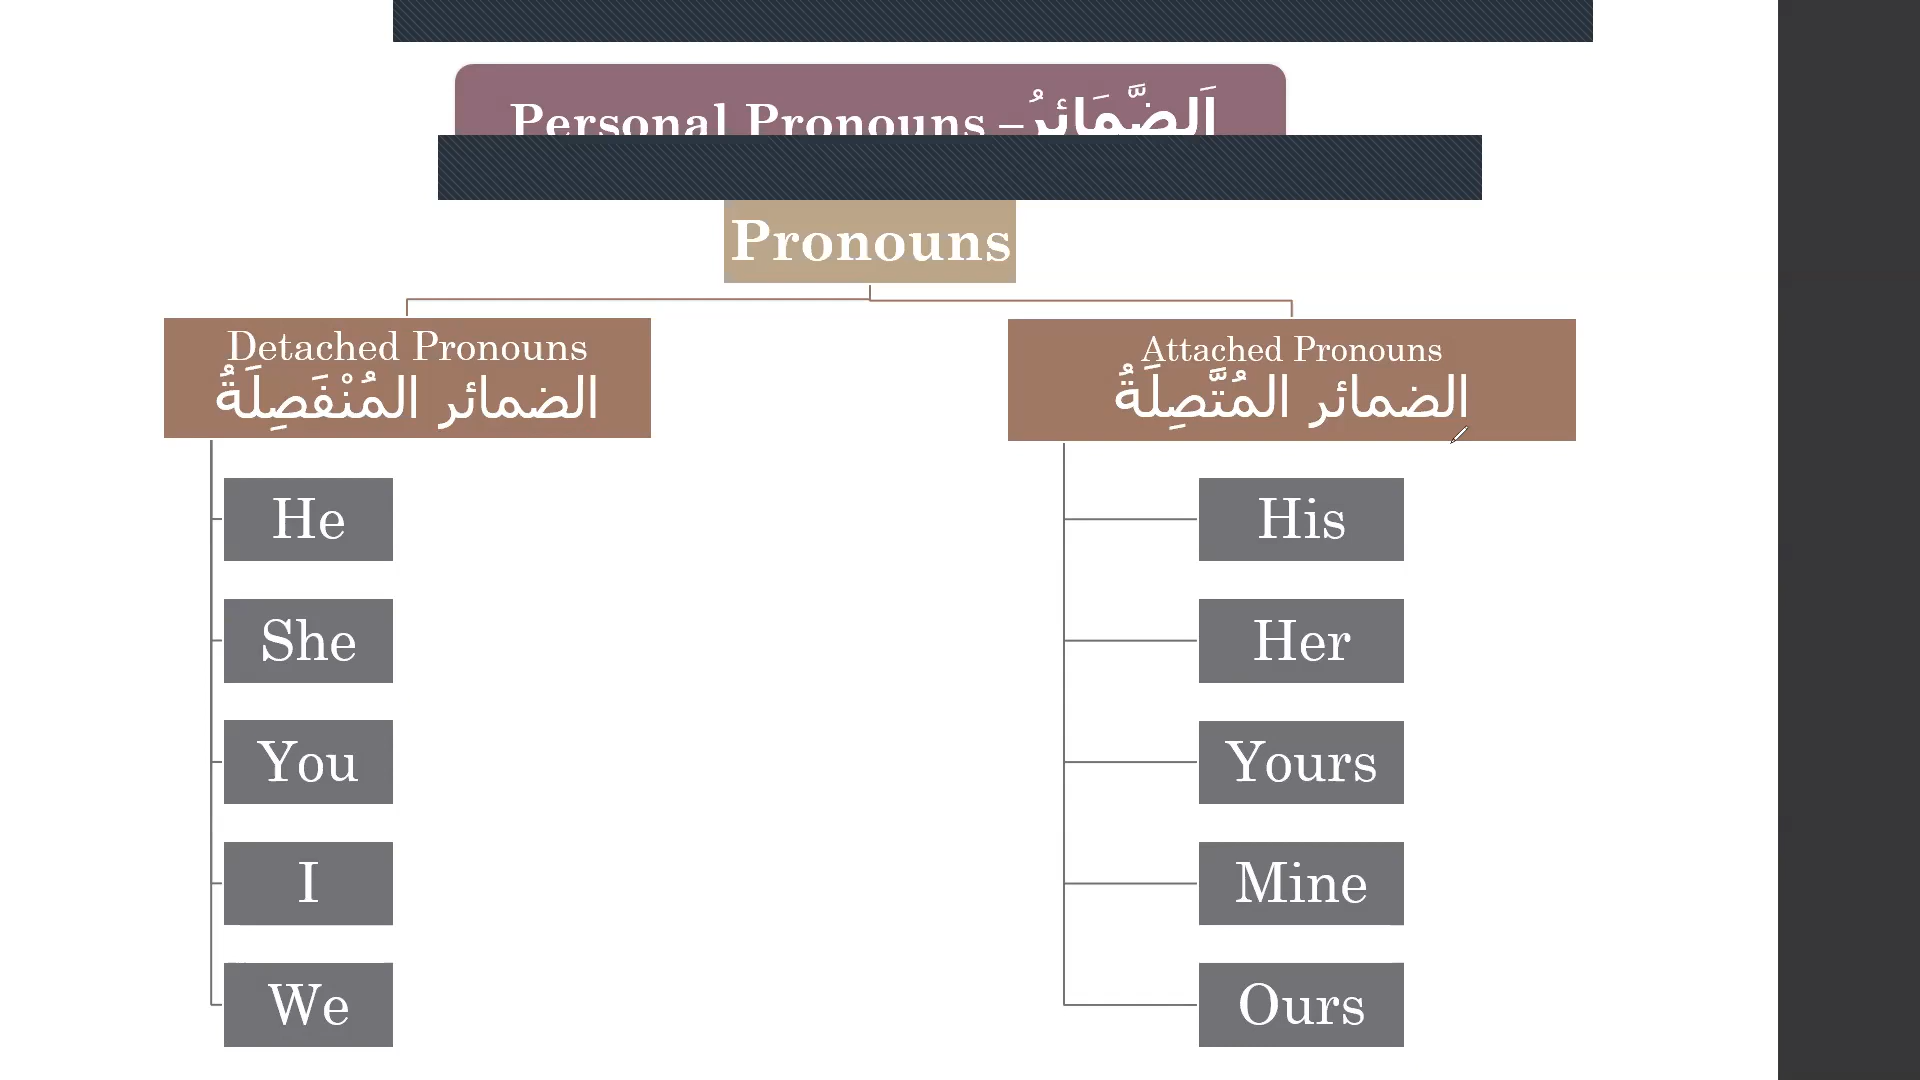 Personal Pronouns –اَلضَّمَائرُ
Pronouns
Detached Pronouns
الضمائر المُنْفَصِلَةُ
He
She
You
I
We
Attached Pronouns
الضمائر المُتَّصِلَةُ
His
Her
Yours
Mine
Ours